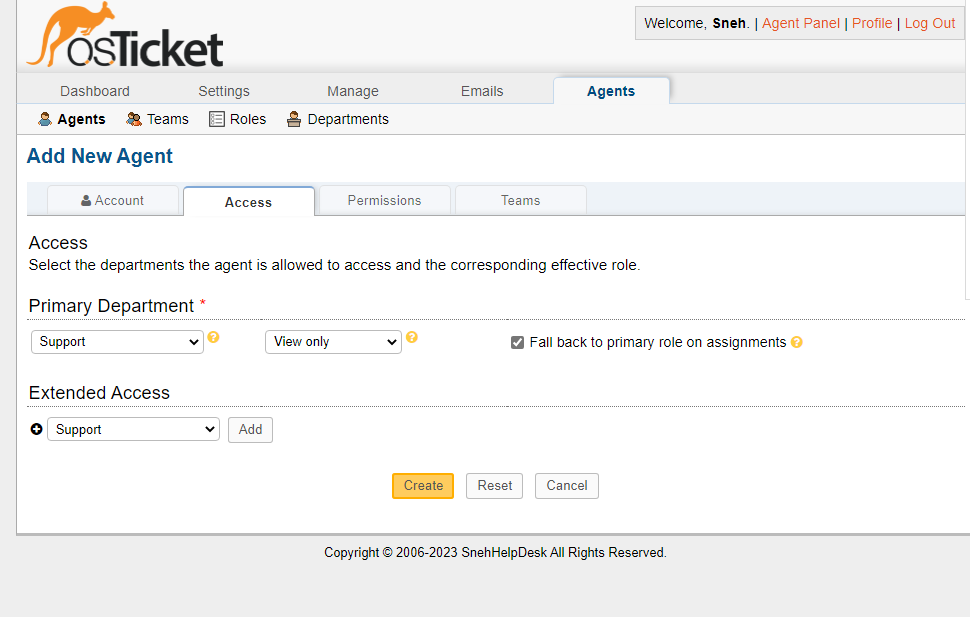 Welcome, Sneh. | Agent Panel | Profile | Log Out
osTicket
Dashboard Settings Manage Emails Agents
Agents Teams Roles Departments
Add New Agent
Account Access Permissions Teams
Access
Select the departments the agent is allowed to access and the corresponding effective role.
Primary Department *
Support View only Fall back to primary role on assignments
Extended Access
Support Add
Create Reset Cancel
Copyright © 2006-2023 SnehHelpDesk All Rights Reserved.